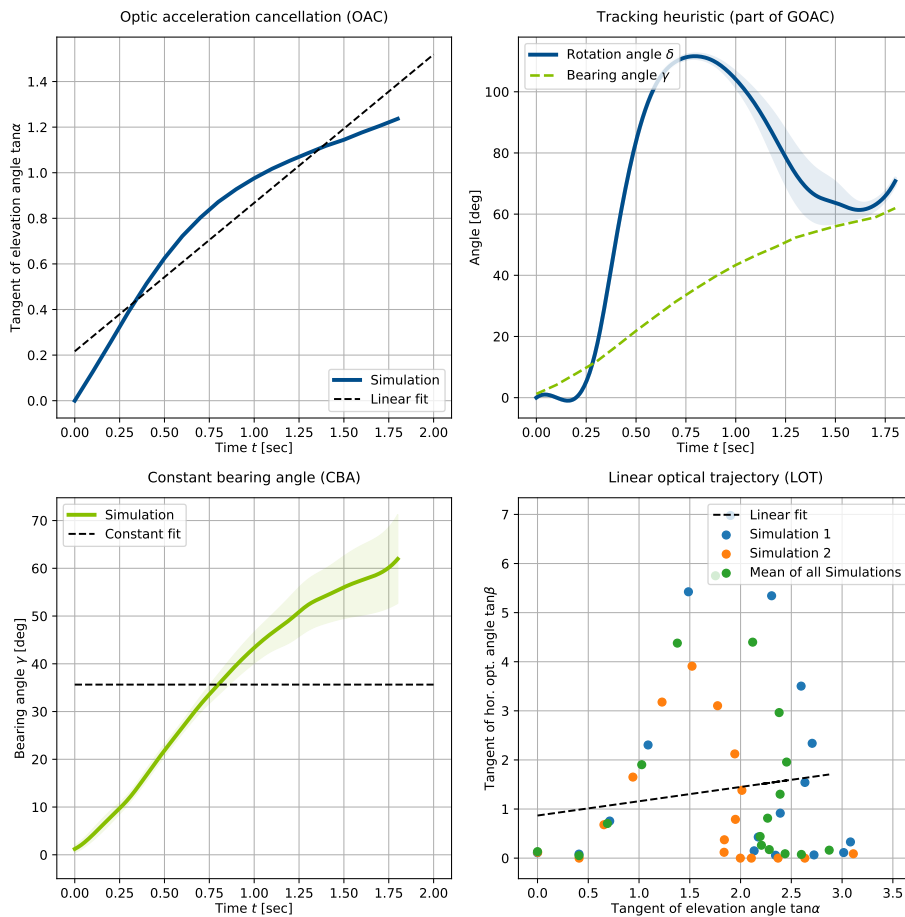 Optic acceleration cancellation (OAC)
Tangent of elevation angle tanα
1.4
1.2
1.0
0.8
0.6
0.4
0.2
0.0
Simulation
Linear fit
0.00 0.25 0.50 0.75 1.00 1.25 1.50 1.75 2.00
Time t [sec]
Tracking heuristic (part of GOAC)
Angle [deg]
100
80
60
40
20
0
Rotation angle δ
Bearing angle γ
0.00 0.25 0.50 0.75 1.00 1.25 1.50 1.75
Time t [sec]
Constant bearing angle (CBA)
Bearing angle γ [deg]
70
60
50
40
30
20
10
0
Simulation
Constant fit
0.00 0.25 0.50 0.75 1.00 1.25 1.50 1.75 2.00
Time t [sec]
Linear optical trajectory (LOT)
Tangent of hor. opt. angle tanβ
7
6
5
4
3
2
1
0
Linear fit
Simulation 1
Simulation 2
Mean of all Simulations
0.0 0.5 1.0 1.5 2.0 2.5 3.0 3.5
Tangent of elevation angle tanα